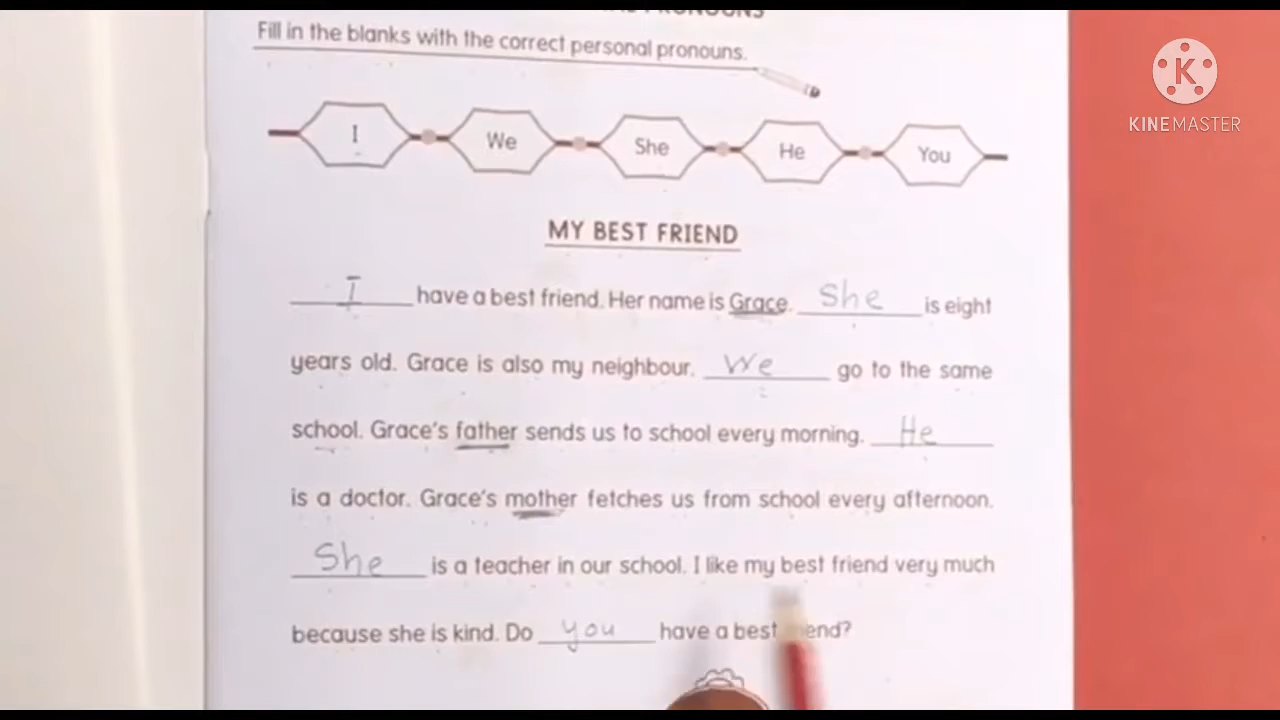 PRONOUNS
Fill in the blanks with the correct personal pronouns.
I We She He You
MY BEST FRIEND
I have a best friend. Her name is Grace. She is eight
years old. Grace is also my neighbour. We go to the same
school. Grace's father sends us to school every morning. He
is a doctor. Grace's mother fetches us from school every afternoon.
She is a teacher in our school. I like my best friend very much
because she is kind. Do you have a best friend?
KINEMASTER